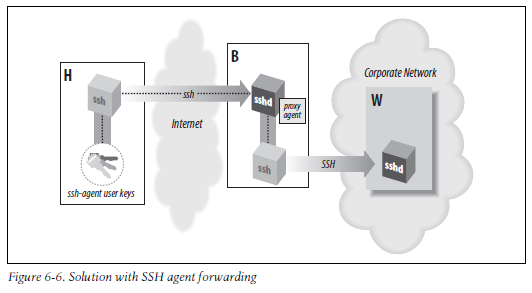 H
ssh
ssh-agent user keys
ssh
Internet
B
sshd
proxy
agent
ssh
SSH
Corporate Network
W
sshd
Figure 6-6. Solution with SSH agent forwarding